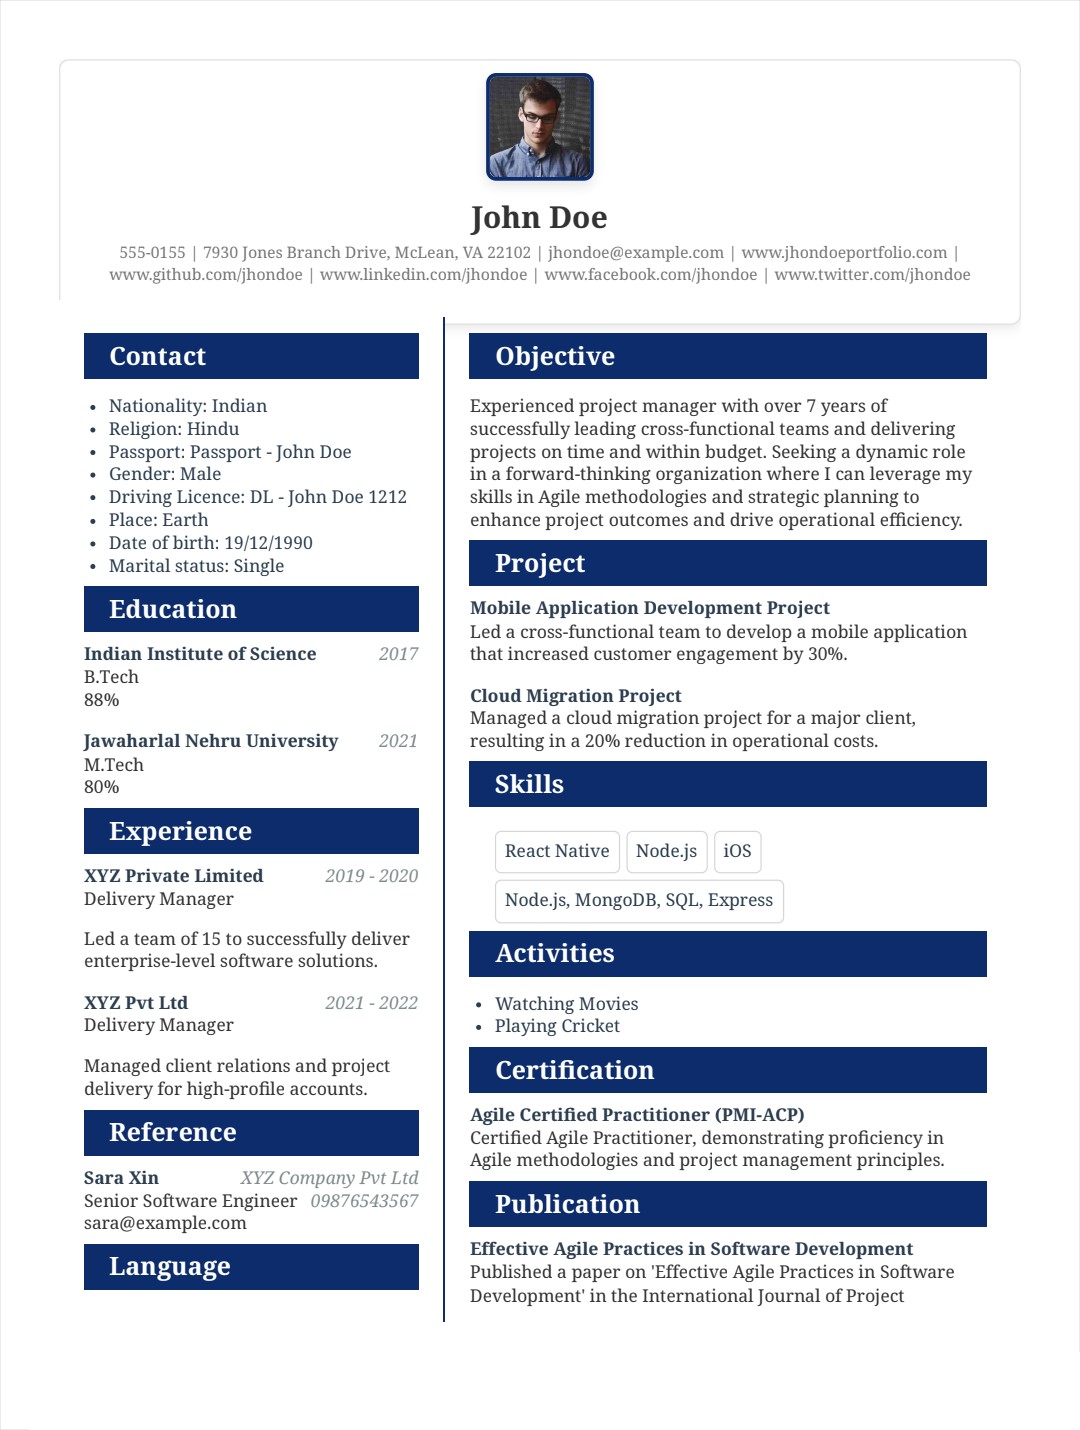 John Doe
555-0155 | 7930 Jones Branch Drive, McLean, VA 22102 | jhondoe@example.com | www.jhondoeportfolio.com |
www.github.com/jhondoe | www.linkedin.com/jhondoe | www.facebook.com/jhondoe | www.twitter.com/jhondoe
Contact
• Nationality: Indian
• Religion: Hindu
• Passport: Passport - John Doe
• Gender: Male
• Driving Licence: DL - John Doe 1212
• Place: Earth
• Date of birth: 19/12/1990
• Marital status: Single
Education
Indian Institute of Science 2017
B.Tech
88%
Jawaharlal Nehru University 2021
M.Tech
80%
Experience
XYZ Private Limited 2019 - 2020
Delivery Manager
Led a team of 15 to successfully deliver
enterprise-level software solutions.
XYZ Pvt Ltd 2021 - 2022
Delivery Manager
Managed client relations and project
delivery for high-profile accounts.
Reference
Sara Xin XYZ Company Pvt Ltd
Senior Software Engineer 09876543567
sara@example.com
Language
Objective
Experienced project manager with over 7 years of
successfully leading cross-functional teams and delivering
projects on time and within budget. Seeking a dynamic role
in a forward-thinking organization where I can leverage my
skills in Agile methodologies and strategic planning to
enhance project outcomes and drive operational efficiency.
Project
Mobile Application Development Project
Led a cross-functional team to develop a mobile application
that increased customer engagement by 30%.
Cloud Migration Project
Managed a cloud migration project for a major client,
resulting in a 20% reduction in operational costs.
Skills
React Native Node.js iOS
Node.js, MongoDB, SQL, Express
Activities
• Watching Movies
• Playing Cricket
Certification
Agile Certified Practitioner (PMI-ACP)
Certified Agile Practitioner, demonstrating proficiency in
Agile methodologies and project management principles.
Publication
Effective Agile Practices in Software Development
Published a paper on 'Effective Agile Practices in Software
Development' in the International Journal of Project